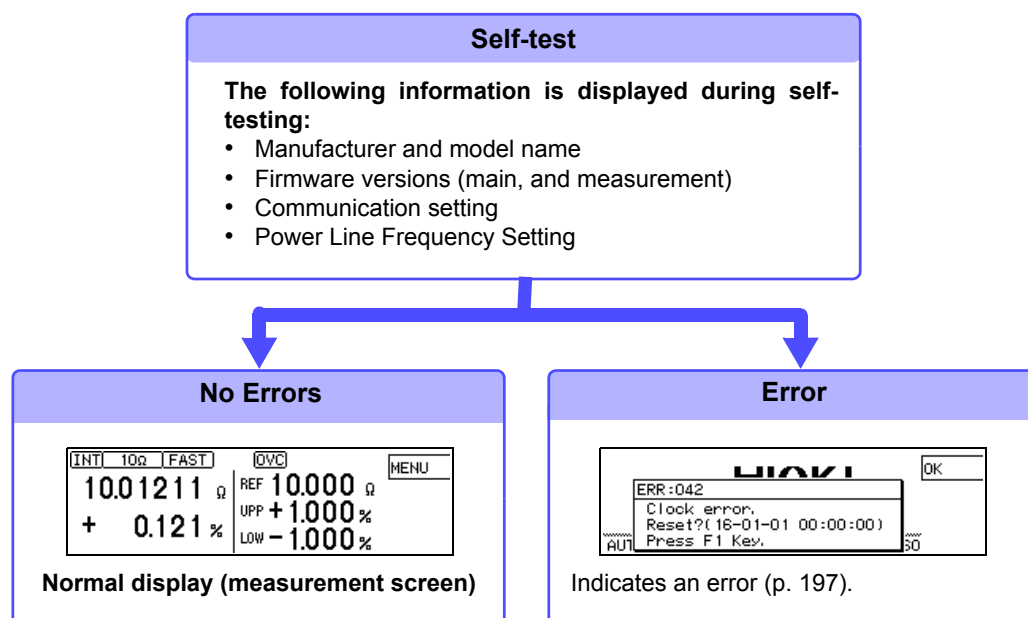 Self-test
The following information is displayed during self-
testing:
• Manufacturer and model name
• Firmware versions (main, and measurement)
• Communication setting
• Power Line Frequency Setting
No Errors
INT 10Ω FAST OVC MENU
10.01211 Ω REF 10.000 Ω
+ 0.121 % UPP + 1.000 %
LOW - 1.000 %
Normal display (measurement screen)
Error
OK
ERR:042
Clock error.
Reset?(16-01-01 00:00:00)
Press F1 Key.
AUT
Indicates an error (p. 197).